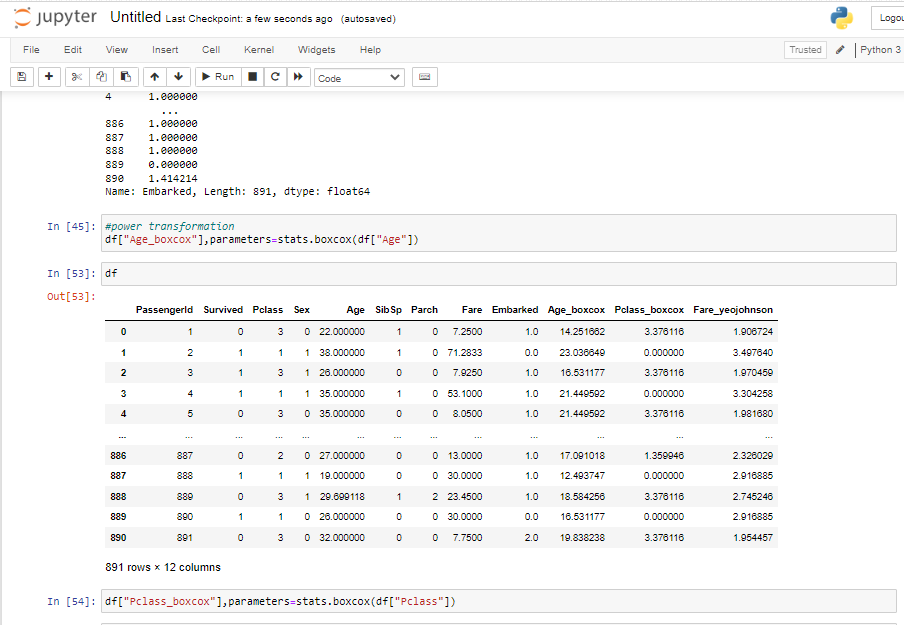 jupyter Untitled Last Checkpoint: a few seconds ago (autosaved)
Logou
File Edit View Insert Cell Kernel Widgets Help Trusted Python 3
Run Code
4 1.000000
...
886 1.000000
887 1.000000
888 1.000000
889 0.000000
890 1.414214
Name: Embarked, Length: 891, dtype: float64
In [45]: #power transformation
df["Age_boxcox"],parameters=stats.boxcox(df["Age"])
In [53]: df
Out[53]:
PassengerId Survived Pclass Sex Age SibSp Parch Fare Embarked Age_boxcox Pclass_boxcox Fare_yeojohnson
0 1 0 3 0 22.000000 1 0 7.2500 1.0 14.251662 3.376116 1.906724
1 2 1 1 1 38.000000 1 0 71.2833 0.0 23.036649 0.000000 3.497640
2 3 1 3 1 26.000000 0 0 7.9250 1.0 16.531177 3.376116 1.970459
3 4 1 1 1 35.000000 1 0 53.1000 1.0 21.449592 0.000000 3.304258
4 5 0 3 0 35.000000 0 0 8.0500 1.0 21.449592 3.376116 1.981680
... ... ... ... ... ... ... ... ... ... ... ... ...
886 887 0 2 0 27.000000 0 0 13.0000 1.0 17.091018 1.359946 2.326029
887 888 1 1 1 19.000000 0 0 30.0000 1.0 12.493747 0.000000 2.916885
888 889 0 3 1 29.699118 1 2 23.4500 1.0 18.584256 3.376116 2.745246
889 890 1 1 0 26.000000 0 0 30.0000 0.0 16.531177 0.000000 2.916885
890 891 0 3 0 32.000000 0 0 7.7500 2.0 19.838238 3.376116 1.954457
891 rows × 12 columns
In [54]: df["Pclass_boxcox"],parameters=stats.boxcox(df["Pclass"])